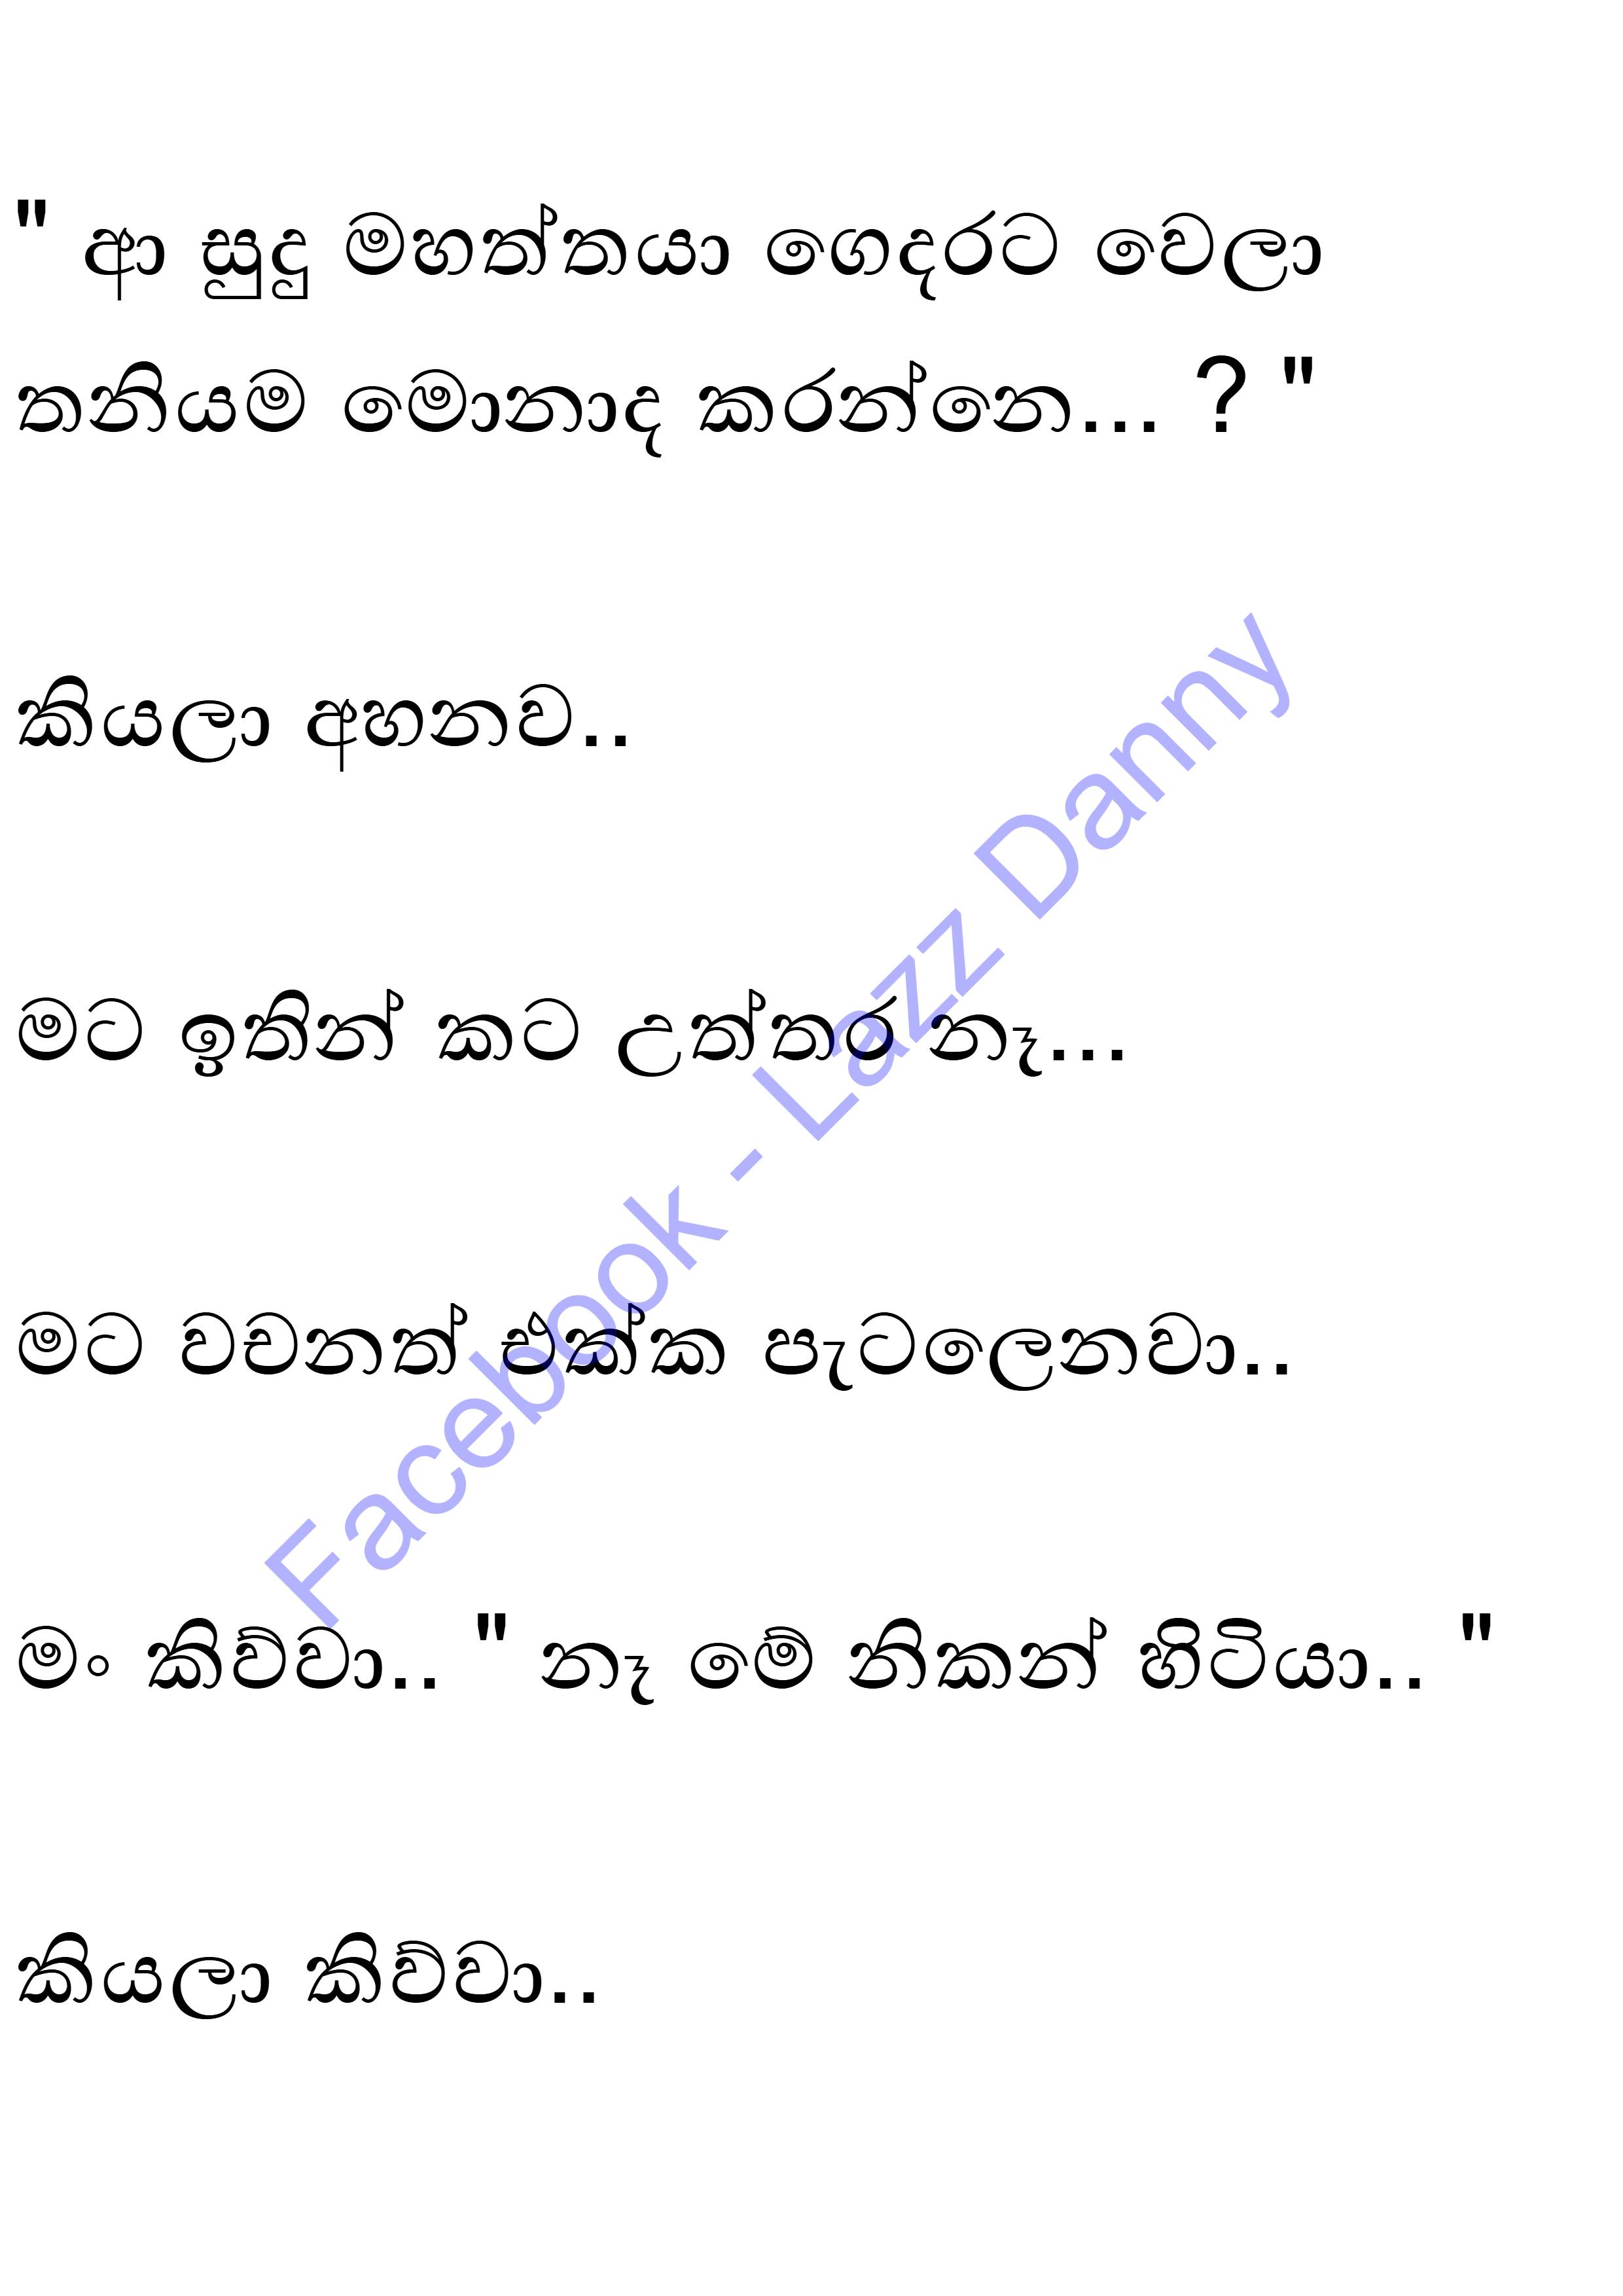 " ආ සුදු මහත්තයා ගෙදරට වෙලා
තනියම මොනාද කරන්නෙ... ? "
කියලා අහනව..
මට ඉතින් කට උත්තර නෑ...
මට වචනත් එක්ක පැටලෙනවා..
මං කිව්වා.. " නෑ මේ නිකන් හිටියා.. "
කියලා කිව්වා..
Facebook - Lazz Danny